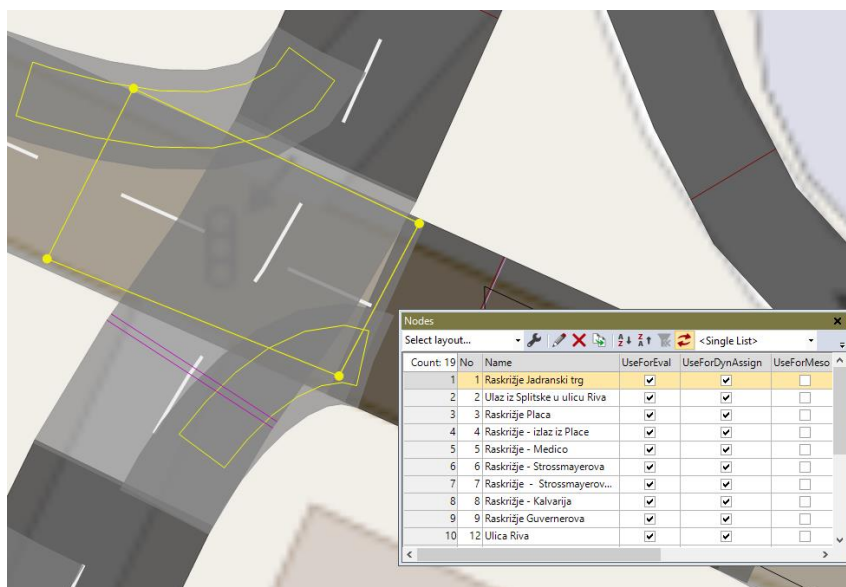 Nodes
Select layout... <Single List>
Count: 19 No Name UseForEval UseForDynAssign UseForMeso
1 1 Raskrižje Jadranski trg
2 2 Ulaz iz Splitske u ulicu Riva
3 3 Raskrižje Placa
4 4 Raskrižje - izlaz iz Place
5 5 Raskrižje - Medico
6 6 Raskrižje - Strossmayerova
7 7 Raskrižje - Strossmayerov...
8 8 Raskrižje - Kalvarija
9 9 Raskrižje Guvernerova
10 12 Ulica Riva